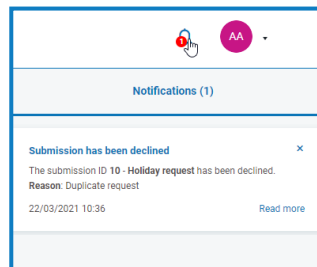 1
AA
Notifications (1)
Submission has been declined
×
The submission ID 10 - Holiday request has been declined.
Reason: Duplicate request
22/03/2021 10:36
Read more